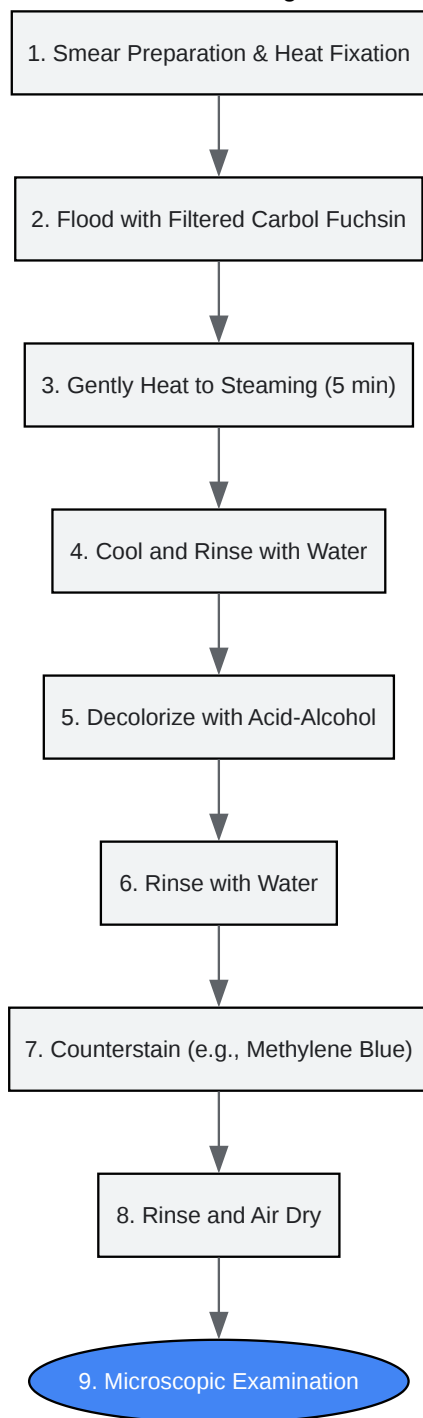 1. Smear Preparation & Heat Fixation
2. Flood with Filtered Carbol Fuchsin
3. Gently Heat to Steaming (5 min)
4. Cool and Rinse with Water
5. Decolorize with Acid-Alcohol
6. Rinse with Water
7. Counterstain (e.g., Methylene Blue)
8. Rinse and Air Dry
9. Microscopic Examination